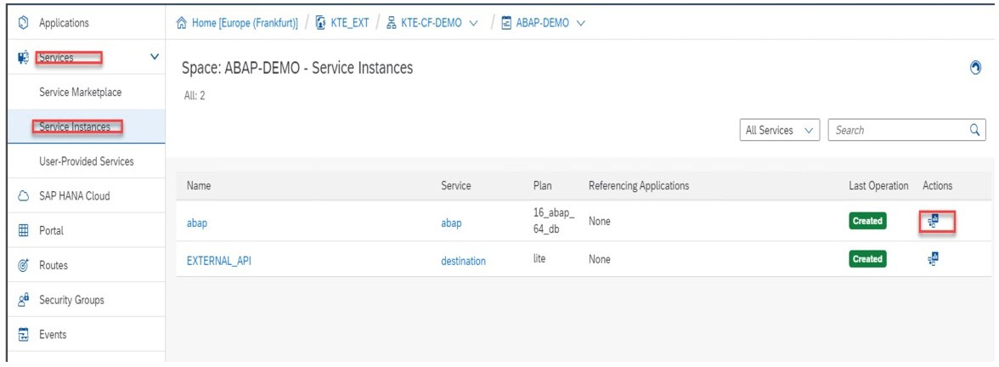 Applications
Services
Service Marketplace
Service Instances
User-Provided Services
SAP HANA Cloud
Portal
Routes
Security Groups
Events
Home [Europe (Frankfurt)] / KTE_EXT / KTE-CF-DEMO / ABAP-DEMO
Space: ABAP-DEMO - Service Instances
All: 2
All Services Search
Name Service Plan Referencing Applications Last Operation Actions
abap abap 16_abap_ None Created
64_db
EXTERNAL_API destination lite None Created